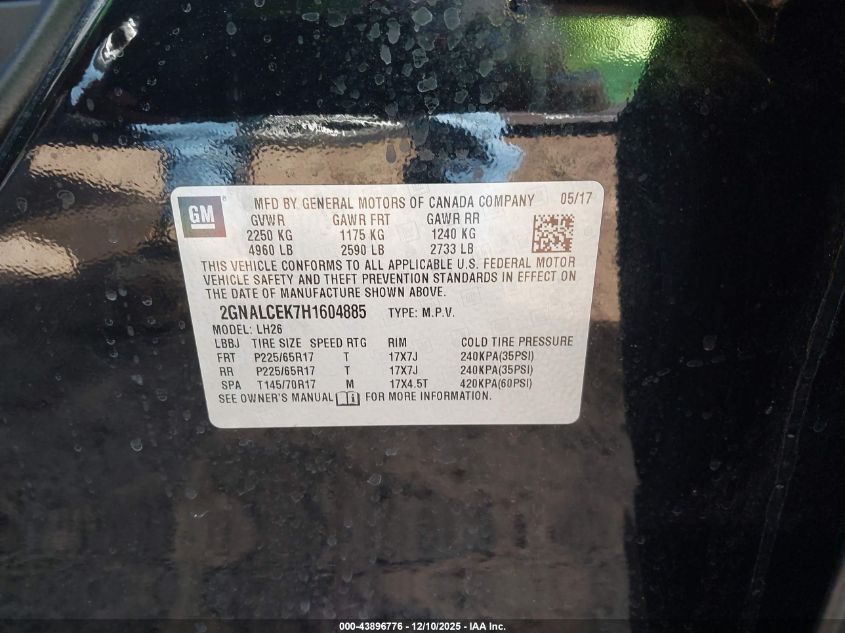 GM
MFD BY GENERAL MOTORS OF CANADA COMPANY 05/17
GVWR GAWR FRT GAWR RR
2250 KG 1175 KG 1240 KG
4960 LB 2590 LB 2733 LB
THIS VEHICLE CONFORMS TO ALL APPLICABLE U.S. FEDERAL MOTOR
VEHICLE SAFETY AND THEFT PREVENTION STANDARDS IN EFFECT ON
THE DATE OF MANUFACTURE SHOWN ABOVE.
2GNALCEK7H1604885 TYPE: M.P.V.
MODEL: LH26
LBBJ TIRE SIZE SPEED RTG RIM COLD TIRE PRESSURE
FRT P225/65R17 T 17X7J 240KPA(35PSI)
RR P225/65R17 T 17X7J 240KPA(35PSI)
SPA T145/70R17 M 17X4.5T 420KPA(60PSI)
SEE OWNER'S MANUAL FOR MORE INFORMATION.
000-43896776 - 12/10/2025 - IAA Inc.